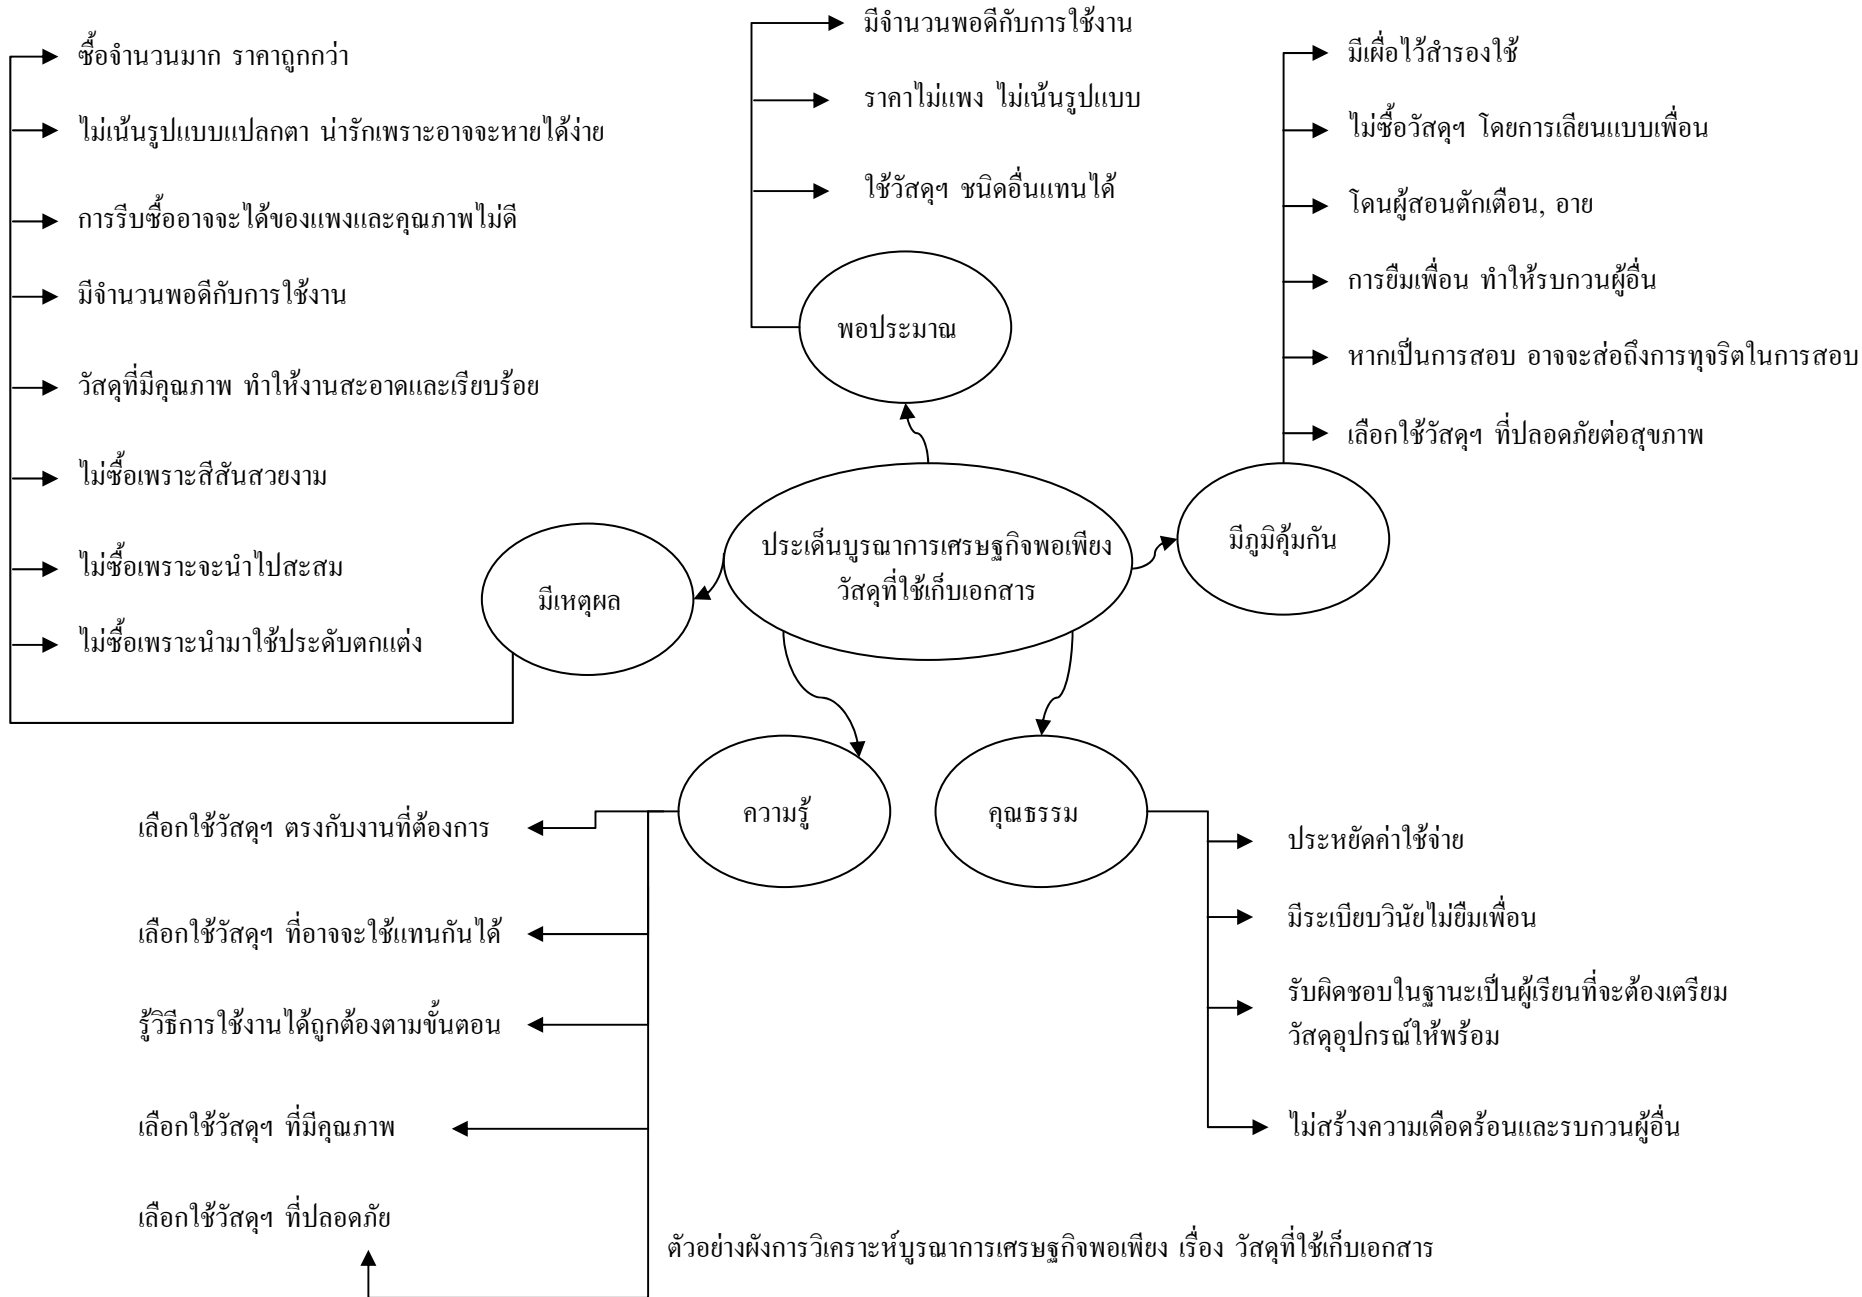 ซื้อจำนวนมาก ราคาถูกกว่า
ไม่เน้นรูปแบบแปลกตา น่ารักเพราะอาจจะหายได้ง่าย
การรีบซื้ออาจจะได้ของแพงและคุณภาพไม่ดี
มีจำนวนพอดีกับการใช้งาน
วัสดุที่มีคุณภาพ ทำให้งานสะอาดและเรียบร้อย
ไม่ซื้อเพราะสีสันสวยงาม
ไม่ซื้อเพราะจะนำไปสะสม
ไม่ซื้อเพราะนำมาใช้ประดับตกแต่ง
มีเหตุผล
มีจำนวนพอดีกับการใช้งาน
ราคาไม่แพง ไม่เน้นรูปแบบ
ใช้วัสดุฯ ชนิดอื่นแทนได้
พอประมาณ
มีเผื่อไว้สำรองใช้
ไม่ซื้อวัสดุฯ โดยการเลียนแบบเพื่อน
โดนผู้สอนตักเตือน, อาย
การยืมเพื่อน ทำให้รบกวนผู้อื่น
หากเป็นการสอบ อาจจะส่อถึงการทุจริตในการสอบ
เลือกใช้วัสดุฯ ที่ปลอดภัยต่อสุขภาพ
มีภูมิคุ้มกัน
ประเด็นบูรณาการเศรษฐกิจพอเพียง
วัสดุที่ใช้เก็บเอกสาร
ความรู้
เลือกใช้วัสดุฯ ตรงกับงานที่ต้องการ
เลือกใช้วัสดุฯ ที่อาจจะใช้แทนกันได้
รู้วิธีการใช้งานได้ถูกต้องตามขั้นตอน
เลือกใช้วัสดุฯ ที่มีคุณภาพ
เลือกใช้วัสดุฯ ที่ปลอดภัย
คุณธรรม
ประหยัดค่าใช้จ่าย
มีระเบียบวินัยไม่ยืมเพื่อน
รับผิดชอบในฐานะเป็นผู้เรียนที่จะต้องเตรียม
วัสดุอุปกรณ์ให้พร้อม
ไม่สร้างความเดือดร้อนและรบกวนผู้อื่น
ตัวอย่างผังการวิเคราะห์บูรณาการเศรษฐกิจพอเพียง เรื่อง วัสดุที่ใช้เก็บเอกสาร